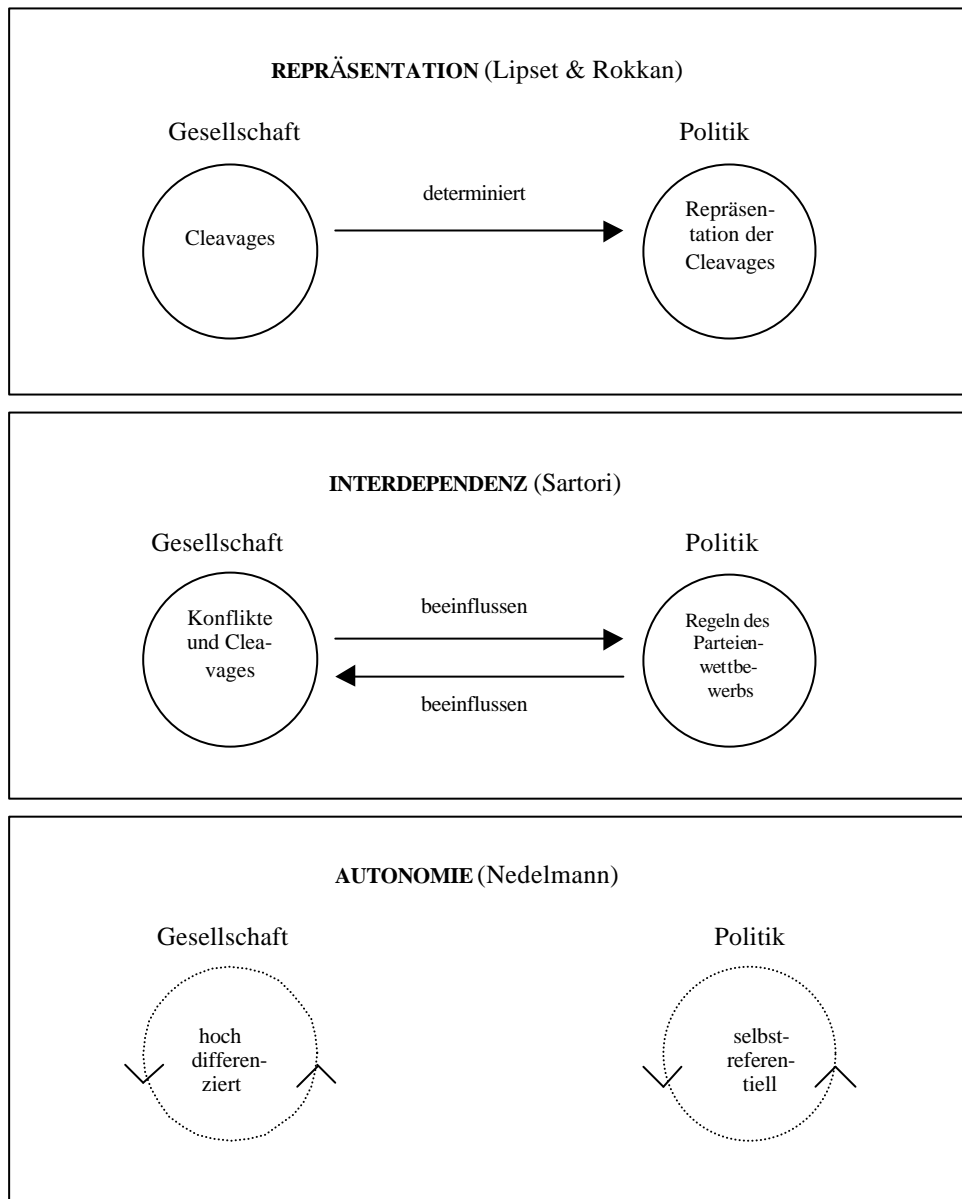 REPRÄSENTATION (Lipset & Rokkan)
Gesellschaft
Politik
Cleavages
determiniert
Repräsen-
tation der
Cleavages
INTERDEPENDENZ (Sartori)
Gesellschaft
Politik
Konflikte
und Clea-
vages
beeinflussen
beeinflussen
Regeln des
Parteien-
wettbe-
werbs
AUTONOMIE (Nedelmann)
Gesellschaft
Politik
hoch
differen-
ziert
selbst-
referen-
tiell